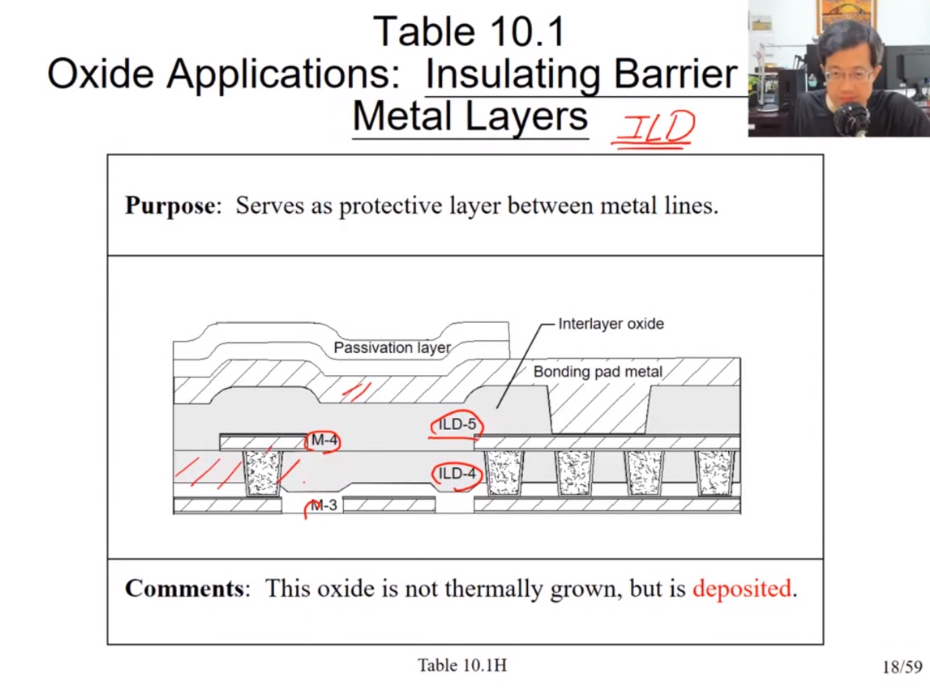 Table 10.1
Oxide Applications: Insulating Barrier
Metal Layers
ILD
Purpose: Serves as protective layer between metal lines.
Interlayer oxide
Passivation layer
Bonding pad metal
ILD-5
M-4
ILD-4
M-3
Comments: This oxide is not thermally grown, but is deposited.
Table 10.1H
18/59